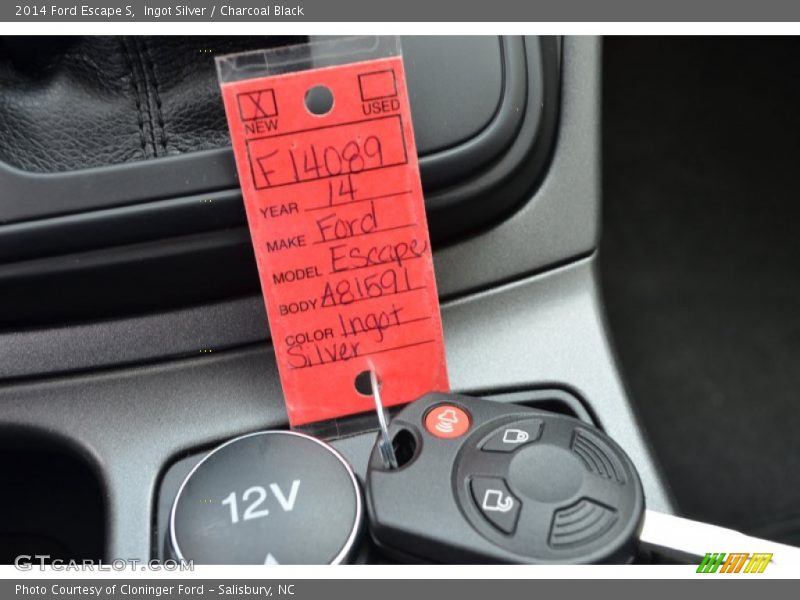 2014 Ford Escape S,  Ingot Silver / Charcoal Black
X
NEW USED
F14089
YEAR 14
MAKE Ford
MODEL Escape
BODY A81591
COLOR Ingot
Silver
12V
GTCARLOT.COM
Photo Courtesy of Cloninger Ford - Salisbury, NC